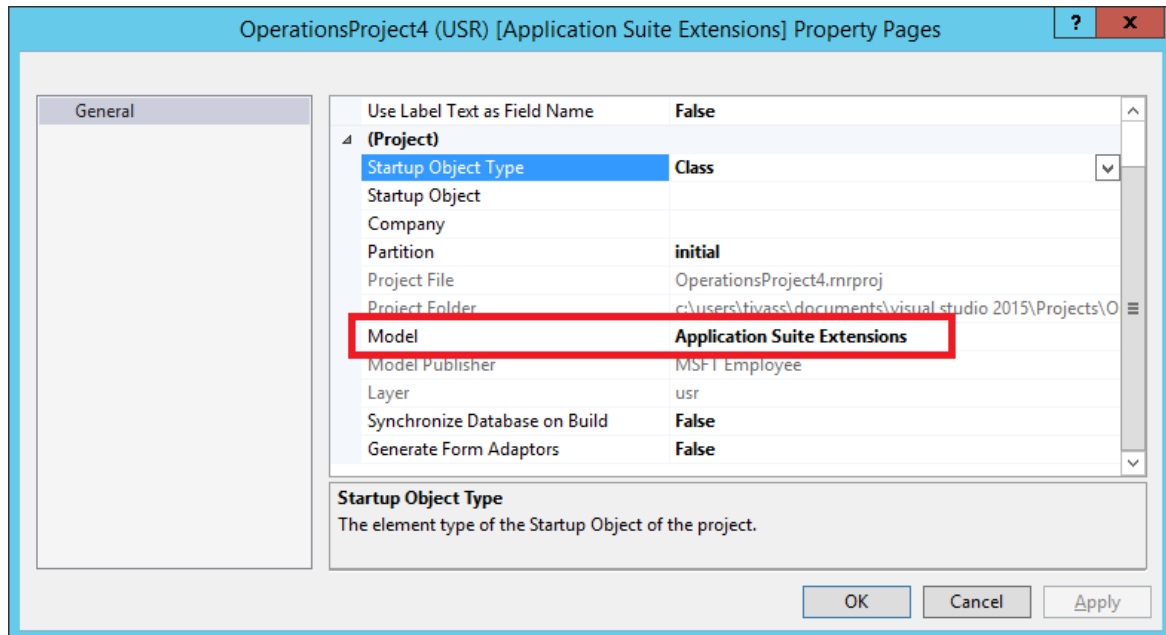 OperationsProject4 (USR) [Application Suite Extensions] Property Pages
? x
General
Use Label Text as Field Name False
(Project)
Startup Object Type Class
Startup Object
Company
Partition initial
Project File OperationsProject4.rnrproj
Project Folder c:\users\tivass\documents\visual studio 2015\Projects\O
Model Application Suite Extensions
Model Publisher MSFT Employee
Layer usr
Synchronize Database on Build False
Generate Form Adaptors False
Startup Object Type
The element type of the Startup Object of the project.
OK Cancel Apply